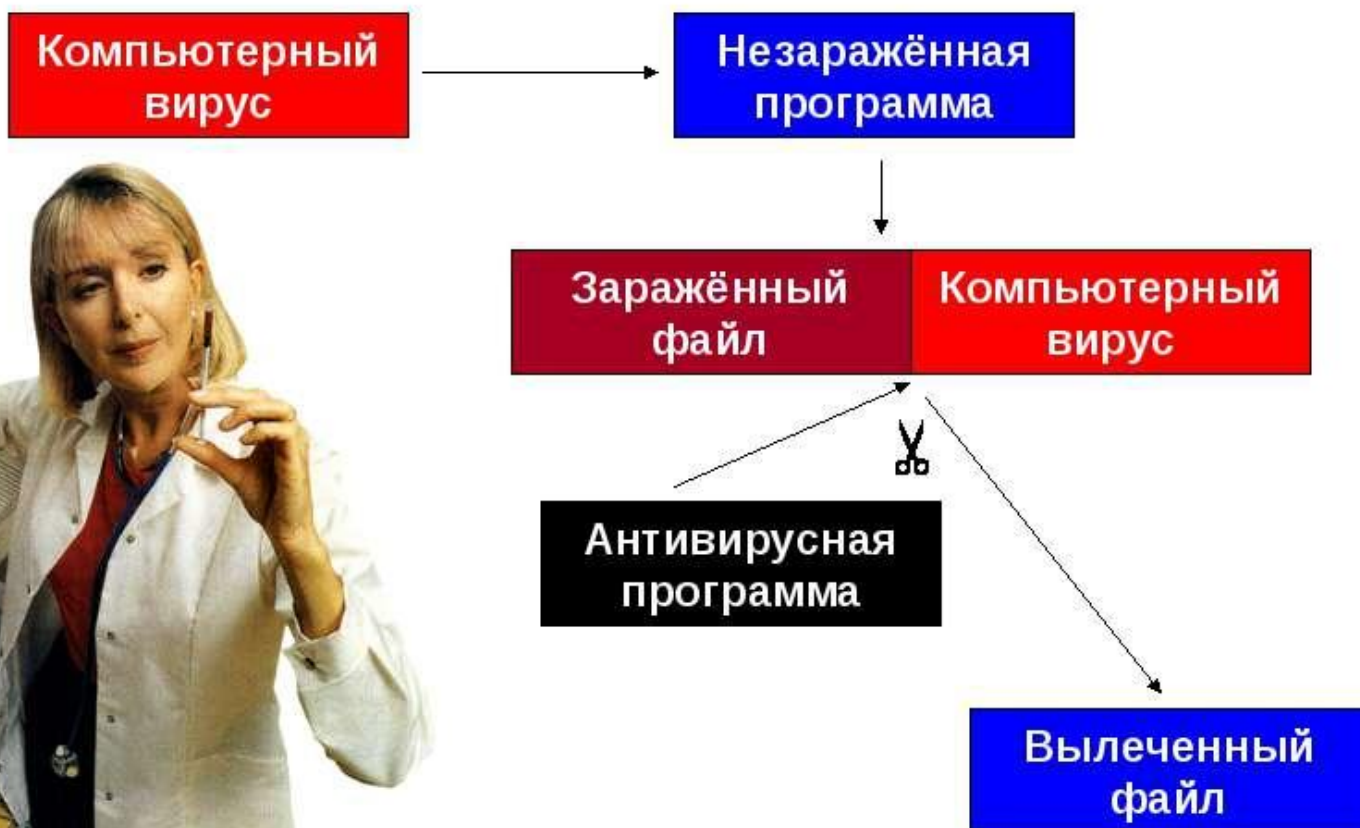 Компьютерный
вирус
Незаражённая
программа
Заражённый
файл
Компьютерный
вирус
Антивирусная
программа
Вылеченный
файл